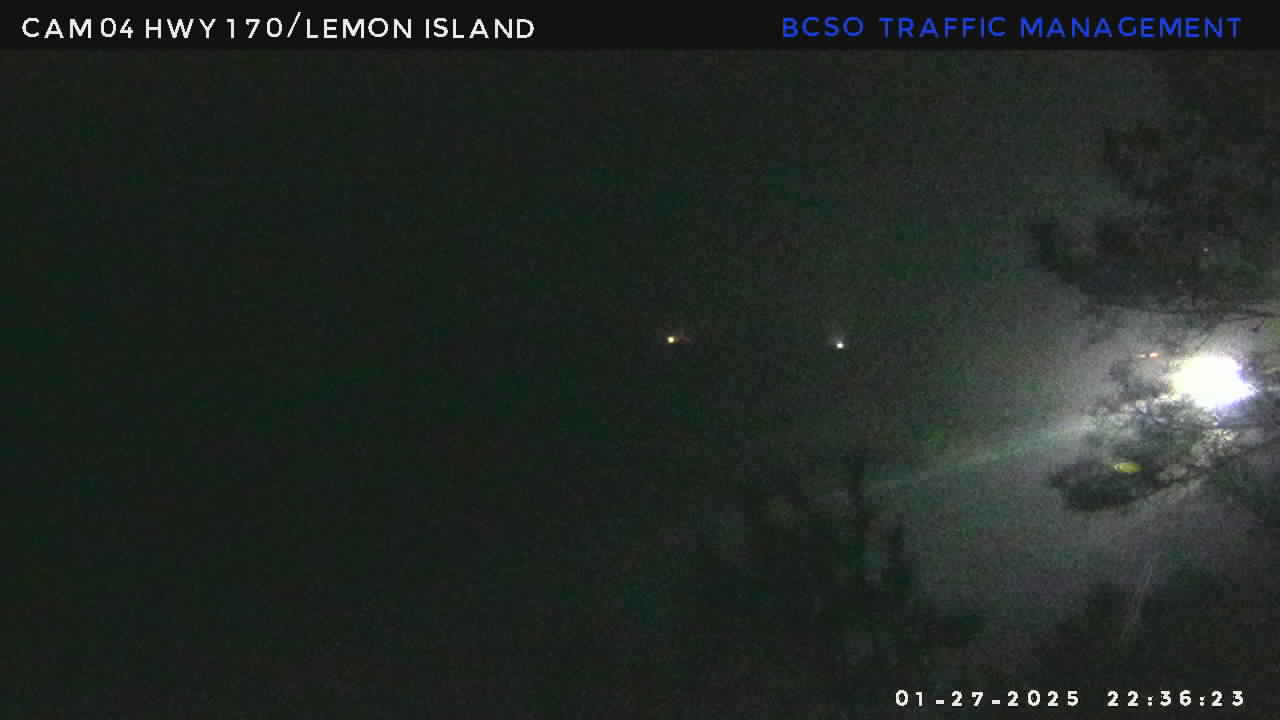 CAM04 HWY 170/LEMON ISLAND
BCSO TRAFFIC MANAGEMENT
01-27-2025 22:36:23